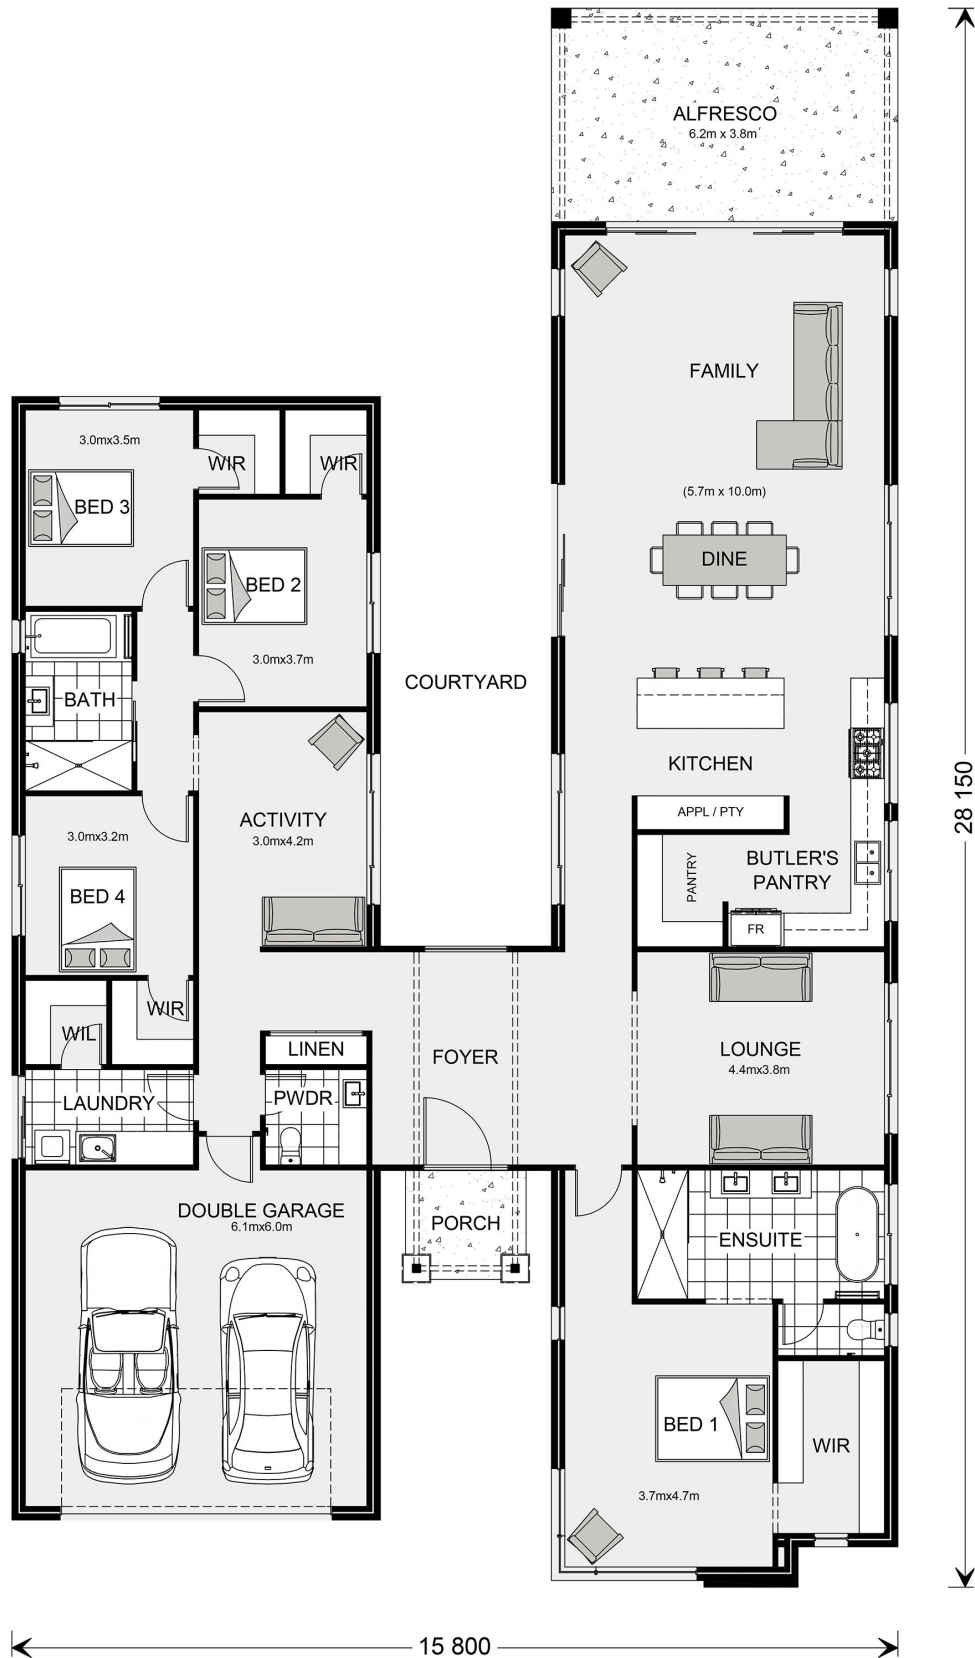 ALFRESCO
6.2m x 3.8m
FAMILY
(5.7m x 10.0m)
DINE
3.0mx3.5m
WIR
WIR
BED 3
BED 2
3.0mx3.7m
BATH
COURTYARD
KITCHEN
APPL / PTY
ACTIVITY
3.0mx4.2m
3.0mx3.2m
BED 4
PANTRY
BUTLER'S
PANTRY
FR
WIR
WIL
LINEN
FOYER
LOUNGE
4.4mx3.8m
LAUNDRY
PWDR
DOUBLE GARAGE
6.1mx6.0m
PORCH
ENSUITE
BED 1
WIR
3.7mx4.7m
28 150
15 800